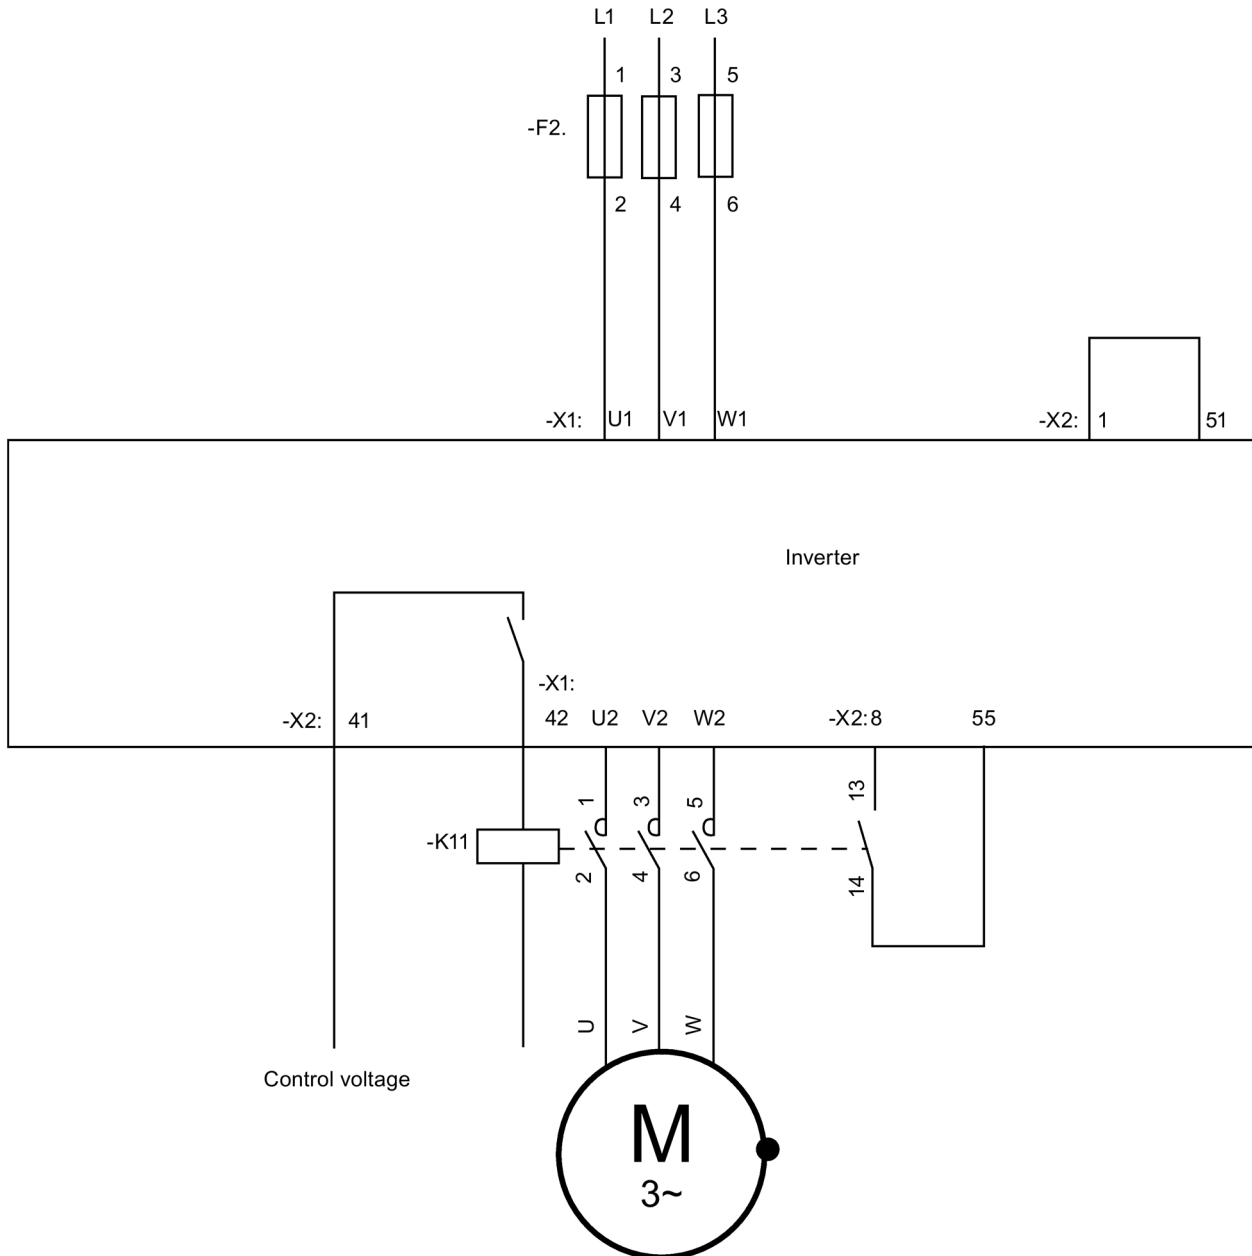 L1 L2 L3
1 3 5
-F2.
2 4 6
-X1: U1 V1 W1 -X2: 1 51
Inverter
-X1:
-X2: 41 42 U2 V2 W2 -X2: 8 55
1 3 5 13
-K11
2 4 6 14
U V W
Control voltage
M
3~